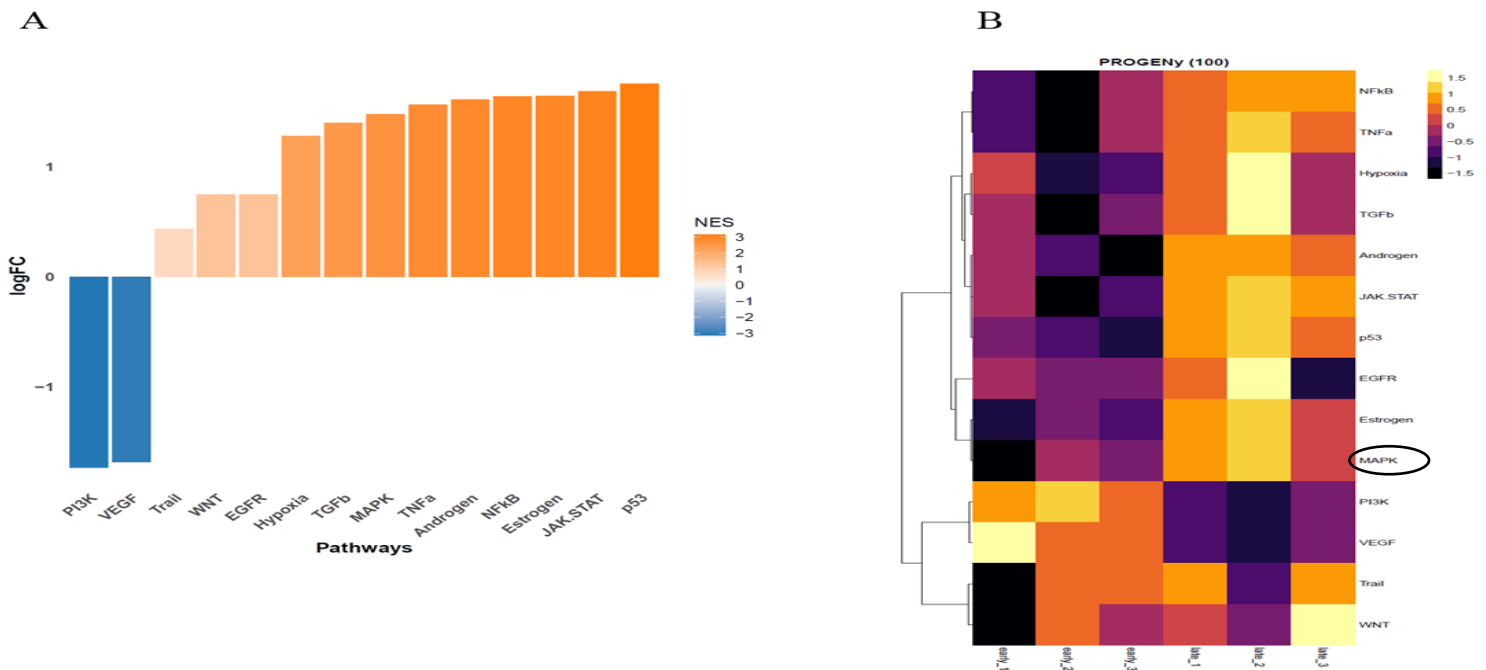 A
logFC
1
0
−1
PI3K
VEGF
Trail
WNT
EGFR
Hypoxia
TGFb
MAPK
TNFa
Androgen
NFkB
Estrogen
JAK.STAT
p53
Pathways
NES
3
2
1
0
−1
−2
−3
B
PROGENy (100)
NFkB
TNFa
Hypoxia
TGFb
Androgen
JAK.STAT
p53
EGFR
Estrogen
MAPK
PI3K
VEGF
Trail
WNT
early_1
early_2
early_3
late_1
late_2
late_3
1.5
1
0.5
0
−0.5
−1
−1.5